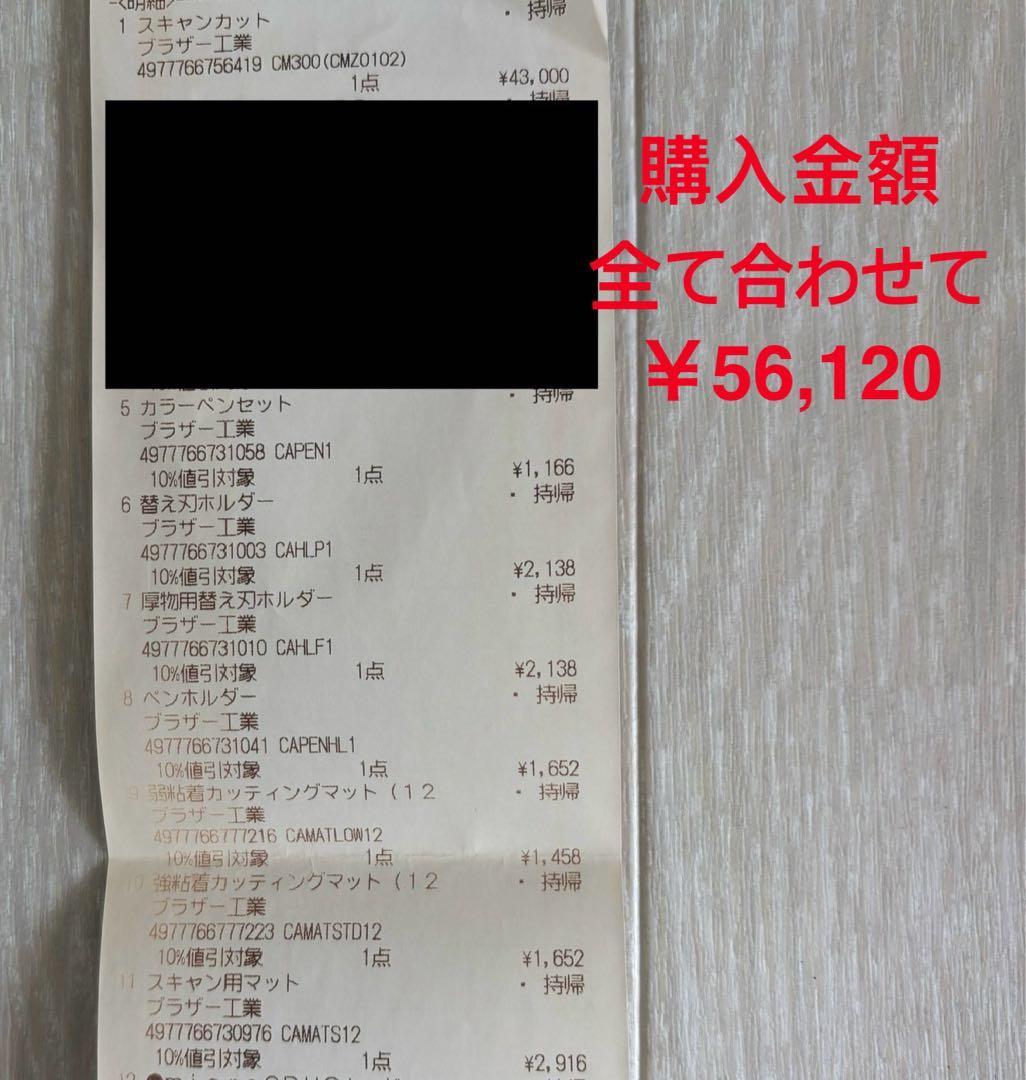 <明細>
・ 持帰
1 スキャンカット
ブラザー工業
4977766756419 CM300(CMZ0102)
1点 ¥43,000
・ 持帰
購入金額
全て合わせて
¥56,120
・ 持帰
5 カラーペンセット
ブラザー工業
4977766731058 CAPEN1
10%値引対象 1点 ¥1,166
・ 持帰
6 替え刃ホルダー
ブラザー工業
4977766731003 CAHLP1
10%値引対象 1点 ¥2,138
・ 持帰
7 厚物用替え刃ホルダー
ブラザー工業
4977766731010 CAHLF1
10%値引対象 1点 ¥2,138
・ 持帰
8 ペンホルダー
ブラザー工業
4977766731041 CAPENHL1
10%値引対象 1点 ¥1,652
9 弱粘着カッティングマット (12 ・ 持帰
ブラザー工業
4977766777216 CAMATLOW12
10%値引対象 1点 ¥1,458
10 強粘着カッティングマット (12 ・ 持帰
ブラザー工業
4977766777223 CAMATSTD12
10%値引対象 1点 ¥1,652
11 スキャン用マット ・ 持帰
ブラザー工業
4977766730976 CAMATS12
10%値引対象 1点 ¥2,916